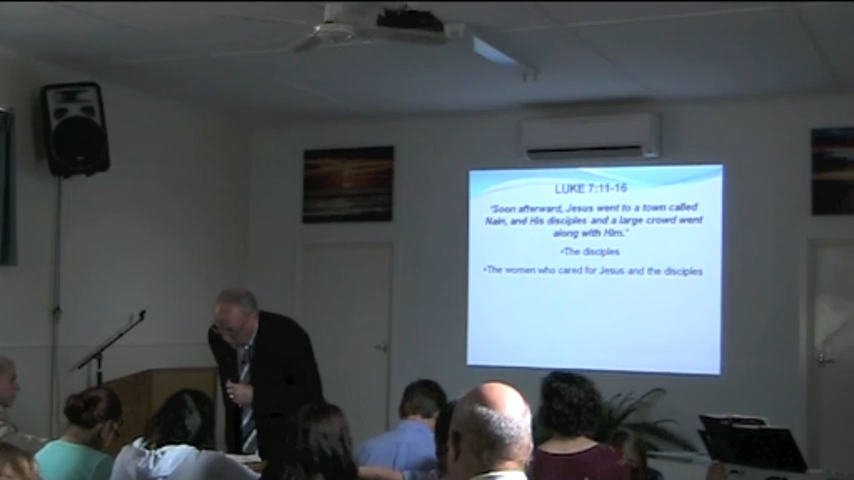 LUKE 7:11-16
"Soon afterward, Jesus went to a town called
Nain, and His disciples and a large crowd went
along with Him."
•The disciples
•The women who cared for Jesus and the disciples